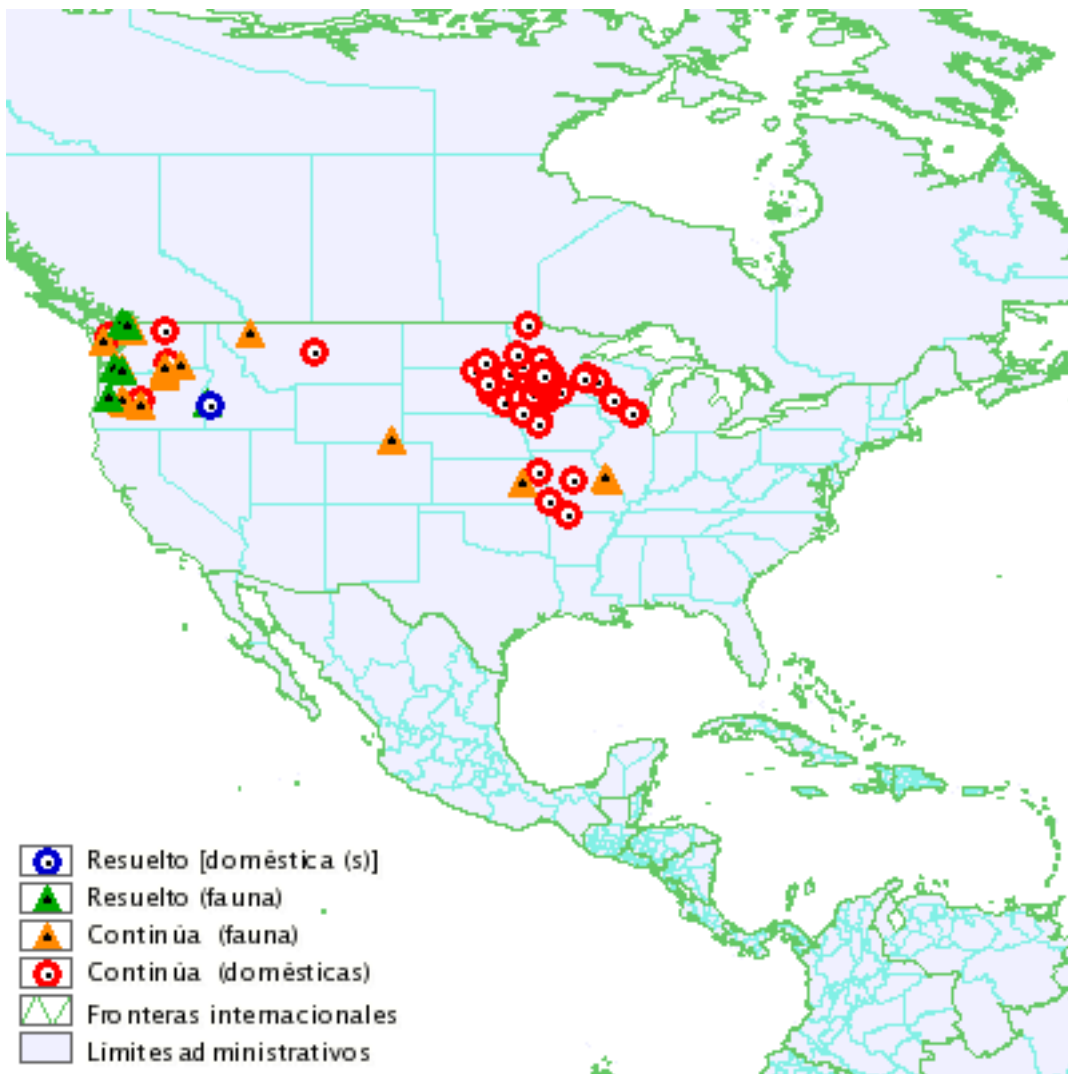 Resuelto [doméstica (s)]
Resuelto (fauna)
Continúa (fauna)
Continúa (domésticas)
Fronteras internacionales
Límites administrativos